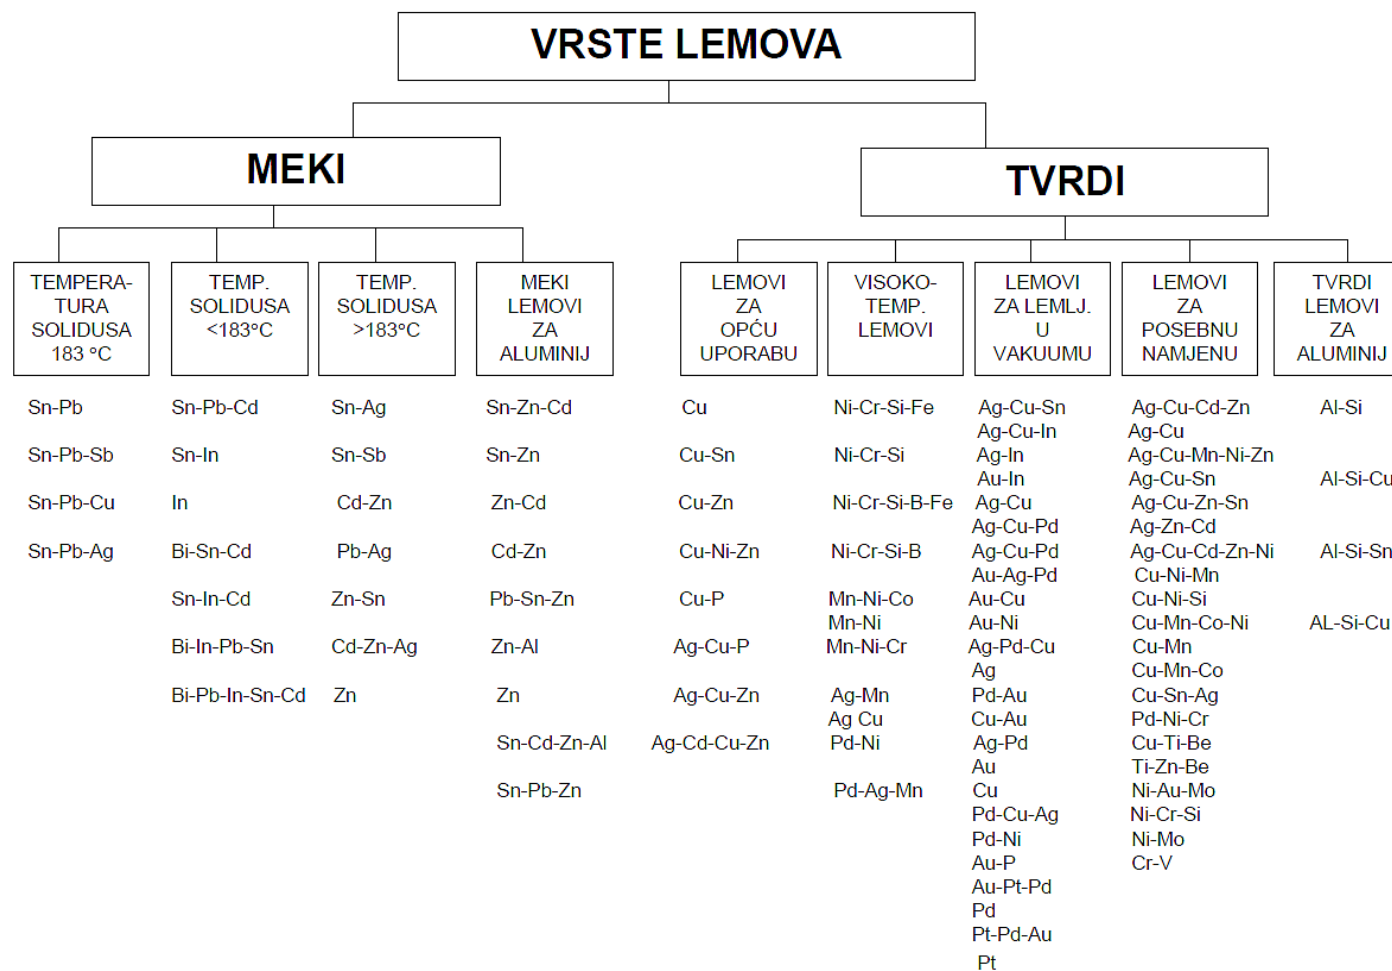 VRSTE LEMOVA
MEKI
TVRDI
TEMPERA-
TURA
SOLIDUSA
183 °C
TEMP.
SOLIDUSA
<183°C
TEMP.
SOLIDUSA
>183°C
MEKI
LEMOVI
ZA
ALUMINIJ
LEMOVI
ZA
OPĆU
UPORABU
VISOKO-
TEMP.
LEMOVI
LEMOVI
ZA LEMLJ.
U
VAKUUMU
LEMOVI
ZA
POSEBNU
NAMJENU
TVRDI
LEMOVI
ZA
ALUMINIJ
Sn-Pb
Sn-Pb-Sb
Sn-Pb-Cu
Sn-Pb-Ag
Sn-Pb-Cd
Sn-In
In
Bi-Sn-Cd
Sn-In-Cd
Bi-In-Pb-Sn
Bi-Pb-In-Sn-Cd
Sn-Ag
Sn-Sb
Cd-Zn
Pb-Ag
Zn-Sn
Cd-Zn-Ag
Zn
Sn-Zn-Cd
Sn-Zn
Zn-Cd
Cd-Zn
Pb-Sn-Zn
Zn-Al
Zn
Sn-Cd-Zn-Al
Sn-Pb-Zn
Cu
Cu-Sn
Cu-Zn
Cu-Ni-Zn
Cu-P
Ag-Cu-P
Ag-Cu-Zn
Ag-Cd-Cu-Zn
Ni-Cr-Si-Fe
Ni-Cr-Si
Ni-Cr-Si-B-Fe
Ni-Cr-Si-B
Mn-Ni-Co
Mn-Ni
Mn-Ni-Cr
Ag-Mn
Ag Cu
Pd-Ni
Pd-Ag-Mn
Ag-Cu-Sn
Ag-Cu-In
Ag-In
Au-In
Ag-Cu
Ag-Cu-Pd
Ag-Cu-Pd
Au-Ag-Pd
Au-Cu
Au-Ni
Ag-Pd-Cu
Ag
Pd-Au
Cu-Au
Ag-Pd
Au
Cu
Pd-Cu-Ag
Pd-Ni
Au-P
Au-Pt-Pd
Pd
Pt-Pd-Au
Pt
Ag-Cu-Cd-Zn
Ag-Cu
Ag-Cu-Mn-Ni-Zn
Ag-Cu-Sn
Ag-Cu-Zn-Sn
Ag-Zn-Cd
Ag-Cu-Cd-Zn-Ni
Cu-Ni-Mn
Cu-Ni-Si
Cu-Mn-Co-Ni
Cu-Mn
Cu-Mn-Co
Cu-Sn-Ag
Pd-Ni-Cr
Cu-Ti-Be
Ti-Zn-Be
Ni-Au-Mo
Ni-Cr-Si
Ni-Mo
Cr-V
Al-Si
Al-Si-Cu
Al-Si-Sn
AL-Si-Cu